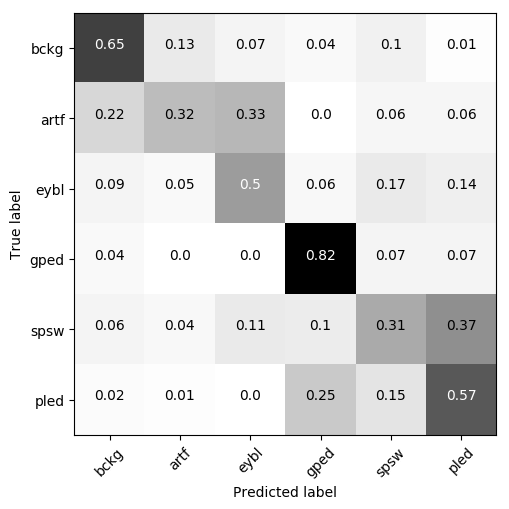 bckg 0.65 0.13 0.07 0.04 0.1 0.01
artf 0.22 0.32 0.33 0.0 0.06 0.06
eybl 0.09 0.05 0.5 0.06 0.17 0.14
gped 0.04 0.0 0.0 0.82 0.07 0.07
spsw 0.06 0.04 0.11 0.1 0.31 0.37
pled 0.02 0.01 0.0 0.25 0.15 0.57
True label
bckg artf eybl gped spsw pled
Predicted label